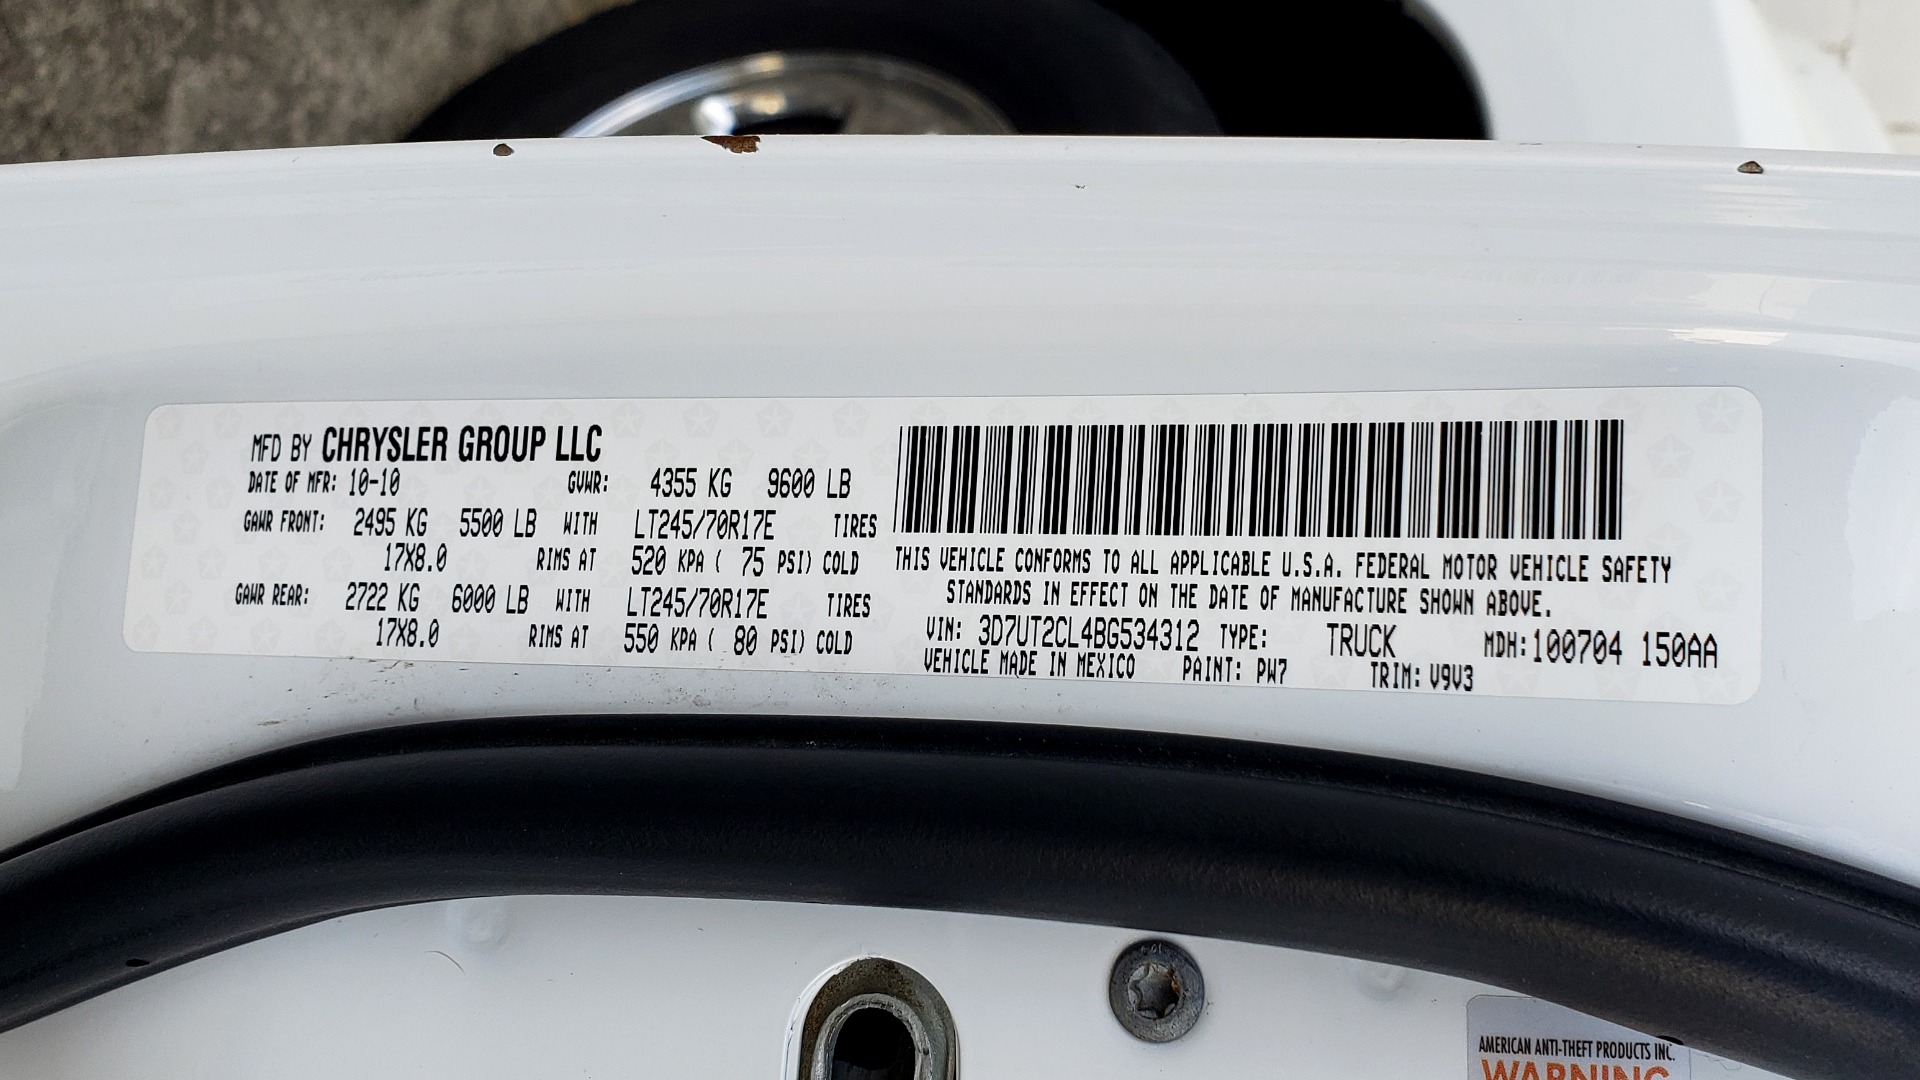 MFD BY CHRYSLER GROUP LLC
DATE OF MFR: 10-10 GVWR: 4355 KG 9600 LB
GAWR FRONT: 2495 KG 5500 LB WITH LT245/70R17E TIRES
17X8.0 RIMS AT 520 KPA ( 75 PSI) COLD
GAWR REAR: 2722 KG 6000 LB WITH LT245/70R17E TIRES
17X8.0 RIMS AT 550 KPA ( 80 PSI) COLD
THIS VEHICLE CONFORMS TO ALL APPLICABLE U.S.A. FEDERAL MOTOR VEHICLE SAFETY
STANDARDS IN EFFECT ON THE DATE OF MANUFACTURE SHOWN ABOVE.
VIN: 3D7UT2CL4BG534312 TYPE: TRUCK MDH:100704 150AA
VEHICLE MADE IN MEXICO PAINT: PW7 TRIM: V9V3
AMERICAN ANTI-THEFT PRODUCTS INC.
WARNING